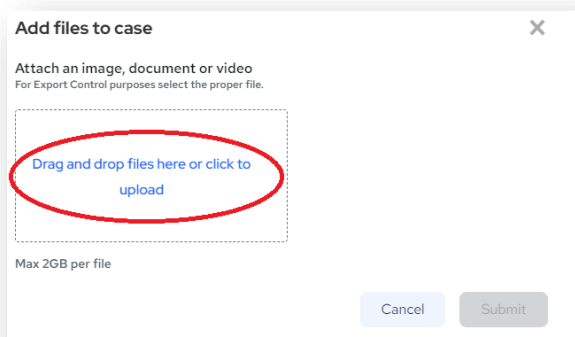 Add files to case
Attach an image, document or video
For Export Control purposes select the proper file.
Drag and drop files here or click to
upload
Max 2GB per file
Cancel Submit